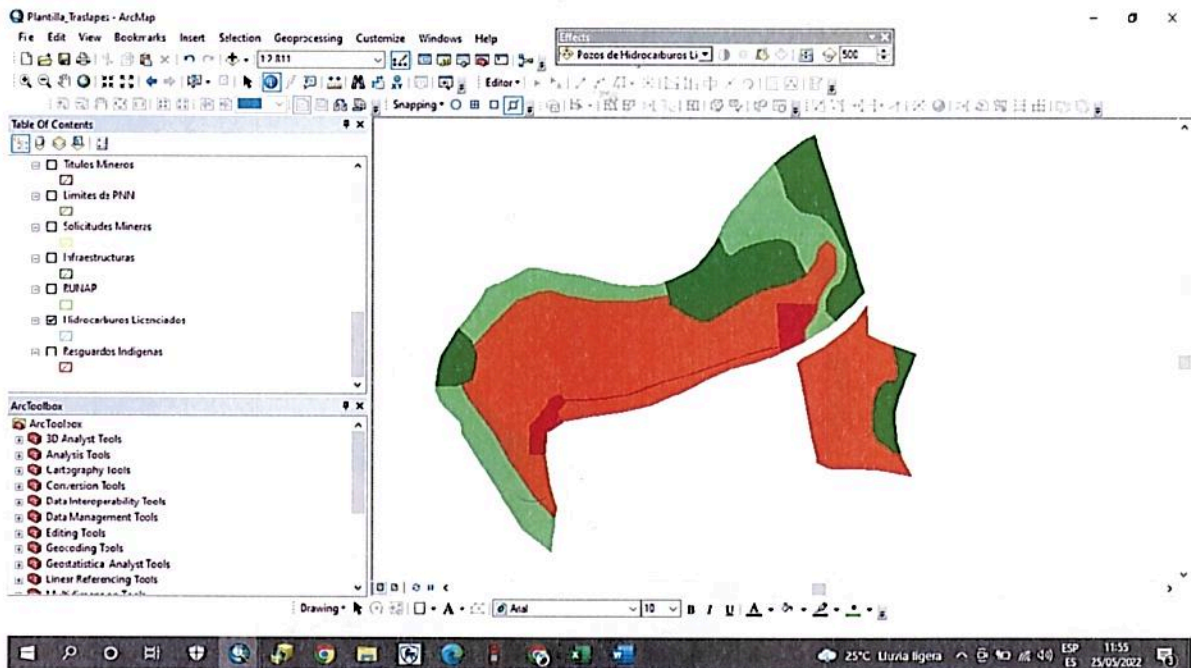 Plantilla_Traslapes - ArcMap
File Edit View Bookmarks Insert Selection Geoprocessing Customize Windows Help
Effects
Pozos de Hidrocarburos Li
500
1:2.811
Editor
Snapping
Table Of Contents
Titulos Mineros
Limites de PNN
Solicitudes Mineras
Infraestructuras
RUNAP
Hidrocarburos Licenciados
Resguardos Indigenas
ArcToolbox
ArcToolbox
3D Analyst Tools
Analysis Tools
Cartography Tools
Conversion Tools
Data Interoperability Tools
Data Management Tools
Editing Tools
Geocoding Tools
Geostatistical Analyst Tools
Linear Referencing Tools
Drawing
A
Arial
10
B I U A
25°C Lluvia ligera
ESP
ES
11:55
25/05/2022